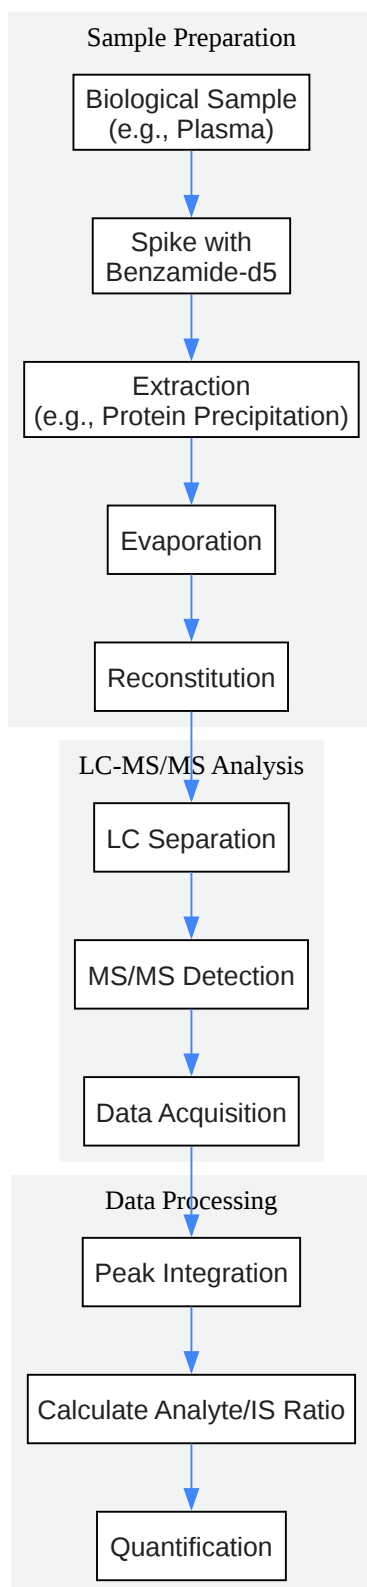 Sample Preparation
Biological Sample
(e.g., Plasma)
Spike with
Benzamide-d5
Extraction
(e.g., Protein Precipitation)
Evaporation
Reconstitution
LC-MS/MS Analysis
LC Separation
MS/MS Detection
Data Acquisition
Data Processing
Peak Integration
Calculate Analyte/IS Ratio
Quantification